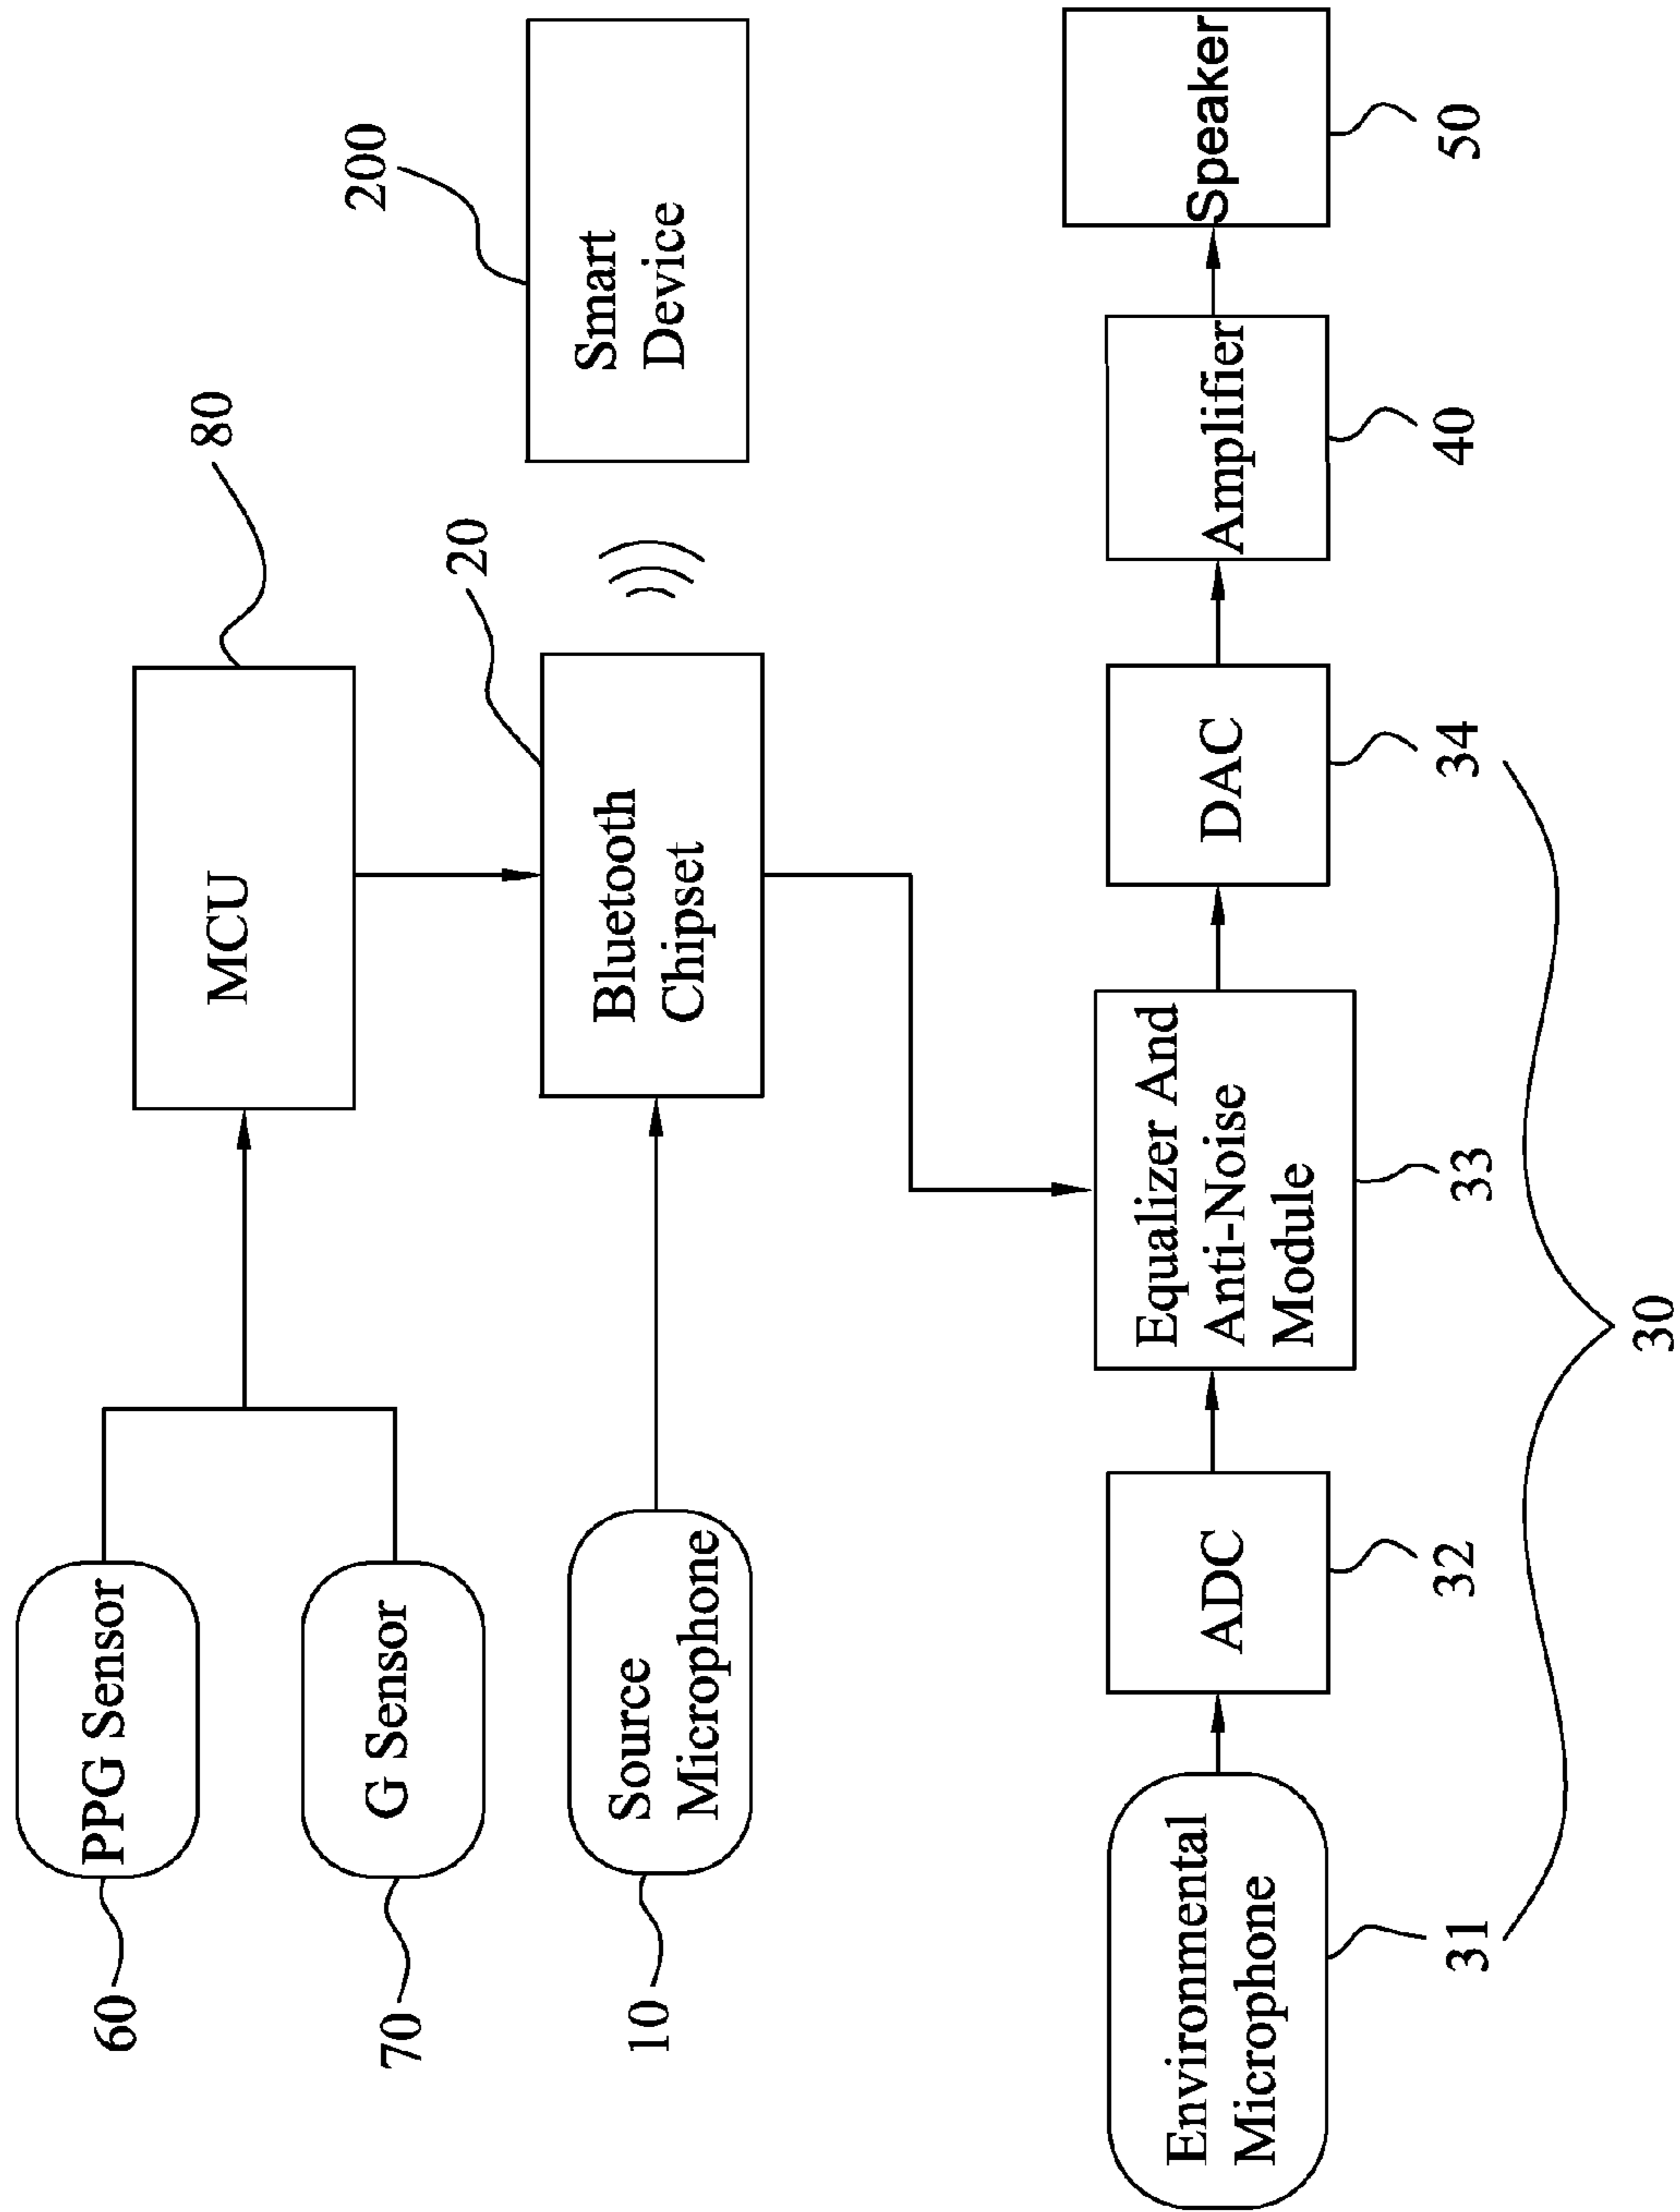 60
PPG Sensor
70
G Sensor
MCU
80
10
Source
Microphone
Bluetooth
Chipset
20
Smart
Device
200
Environmental
Microphone
31
ADC
32
Equalizer And
Anti-Noise
Module
33
DAC
34
Amplifier
40
Speaker
50
30